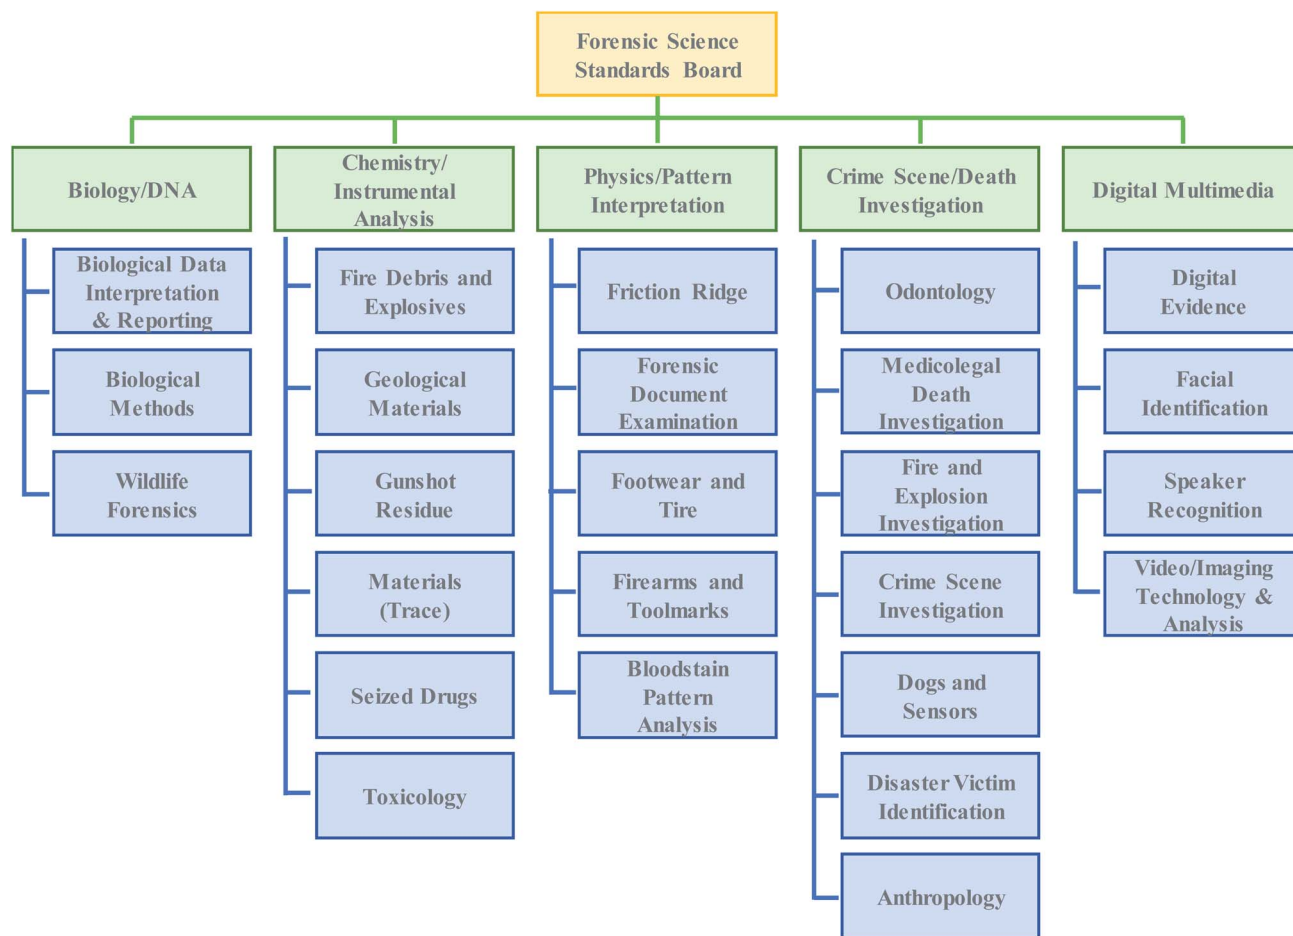 Forensic Science
Standards Board
Biology/DNA
Chemistry/
Instrumental
Analysis
Physics/Pattern
Interpretation
Crime Scene/Death
Investigation
Digital Multimedia
Biological Data
Interpretation
& Reporting
Biological
Methods
Wildlife
Forensics
Fire Debris and
Explosives
Geological
Materials
Gunshot
Residue
Materials
(Trace)
Seized Drugs
Toxicology
Friction Ridge
Forensic
Document
Examination
Footwear and
Tire
Firearms and
Toolmarks
Bloodstain
Pattern
Analysis
Odontology
Medicolegal
Death
Investigation
Fire and
Explosion
Investigation
Crime Scene
Investigation
Dogs and
Sensors
Disaster Victim
Identification
Anthropology
Digital
Evidence
Facial
Identification
Speaker
Recognition
Video/Imaging
Technology &
Analysis